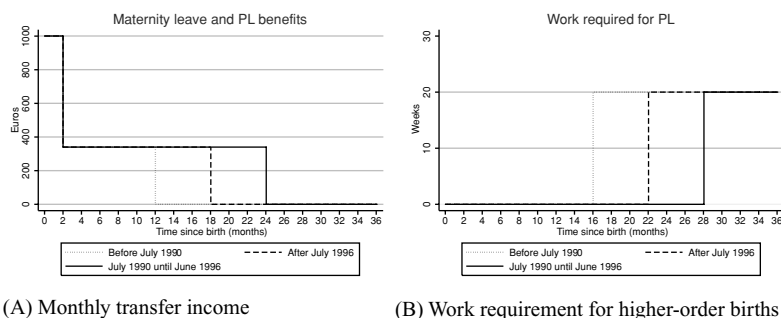 Maternity leave and PL benefits
Euros
1000
800
600
400
200
0
0 2 4 6 8 10 12 14 16 18 20 22 24 26 28 30 32 34 36
Time since birth (months)
Before July 1990
After July 1996
July 1990 until June 1996
(A) Monthly transfer income
Work required for PL
Weeks
30
20
10
0
0 2 4 6 8 10 12 14 16 18 20 22 24 26 28 30 32 34 36
Time since birth (months)
Before July 1990
After July 1996
July 1990 until June 1996
(B) Work requirement for higher-order births